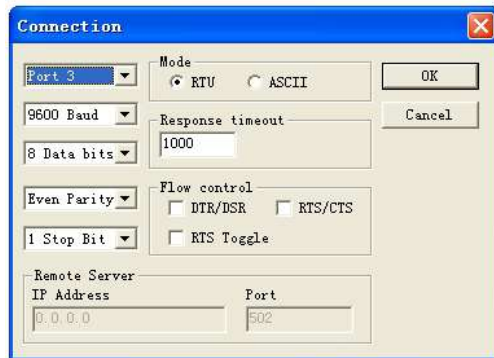 Connection
Port 3
9600 Baud
8 Data bits
Even Parity
1 Stop Bit
Mode
RTU
ASCII
Response timeout
1000
Flow control
DTR/DSR
RTS/CTS
RTS Toggle
OK
Cancel
Remote Server
IP Address
Port
0.0.0.0
502